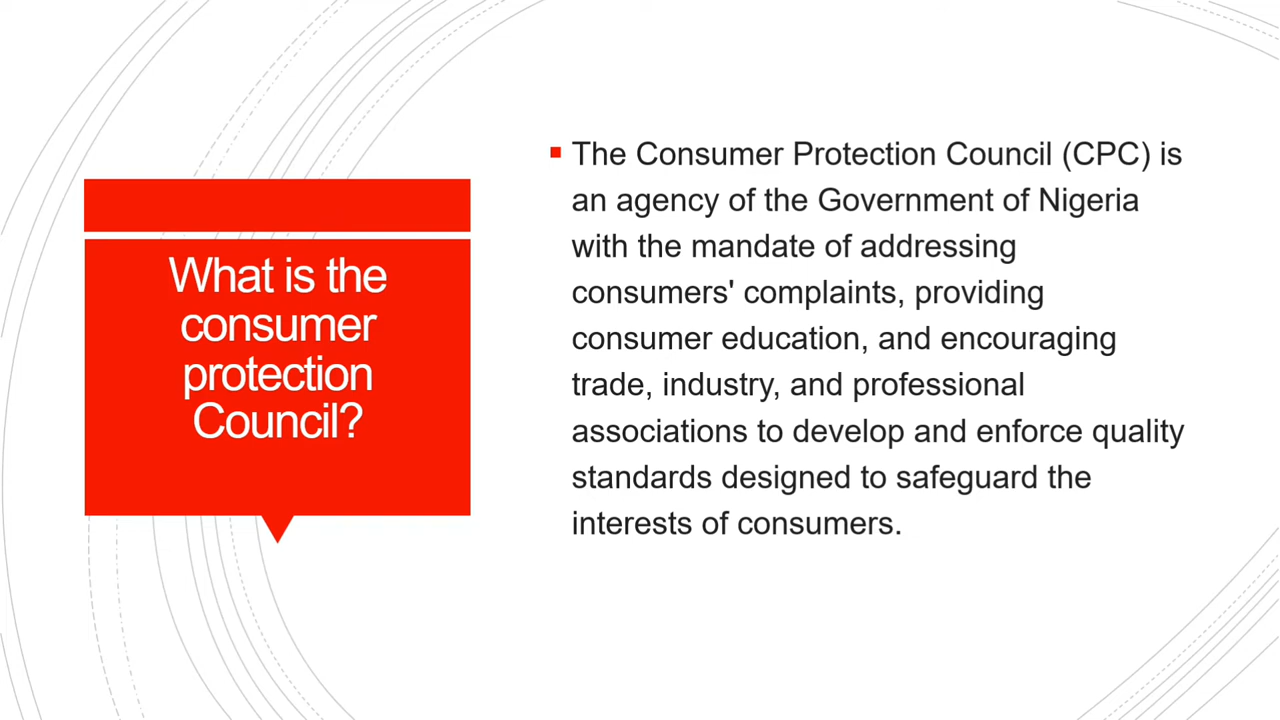 What is the
consumer
protection
Council?
The Consumer Protection Council (CPC) is
an agency of the Government of Nigeria
with the mandate of addressing
consumers' complaints, providing
consumer education, and encouraging
trade, industry, and professional
associations to develop and enforce quality
standards designed to safeguard the
interests of consumers.